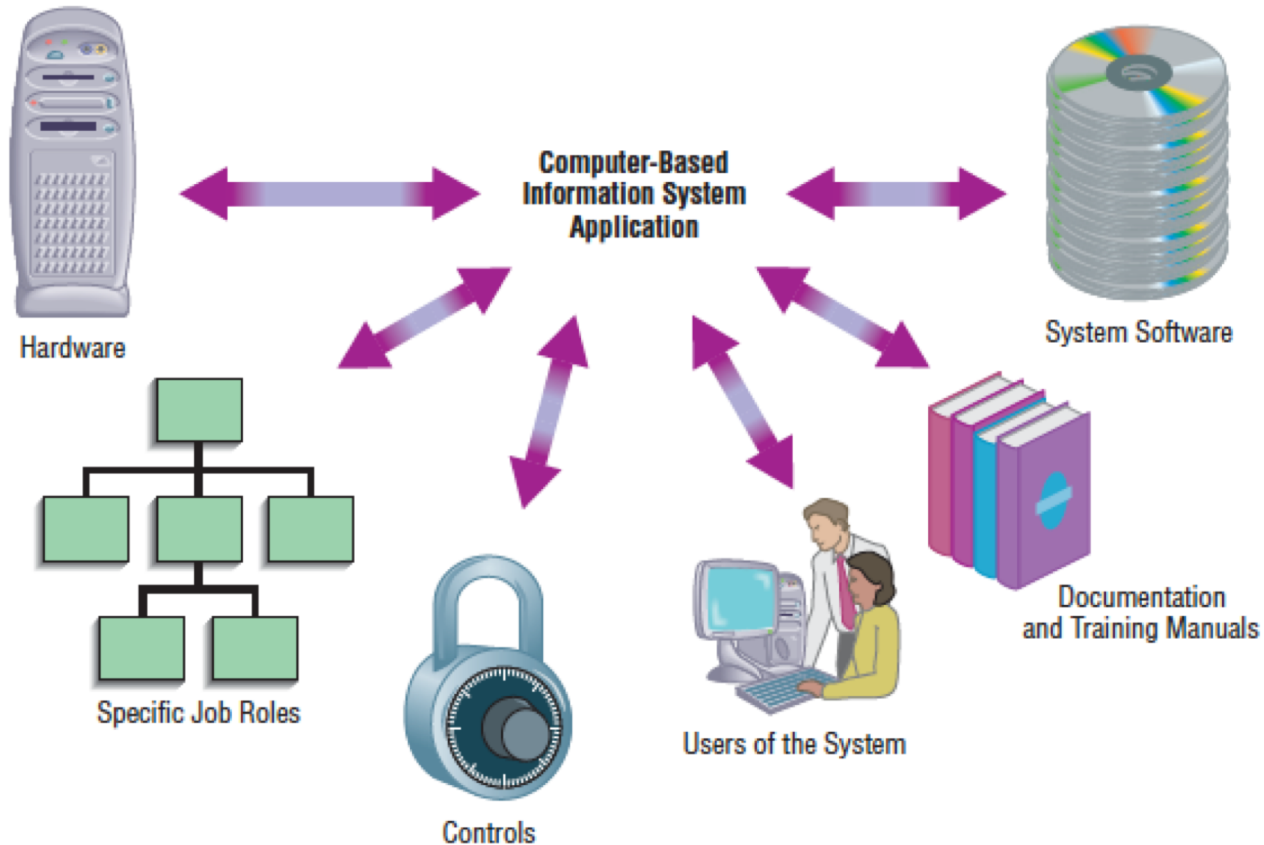 Computer-Based
Information System
Application
Hardware
System Software
Documentation
and Training Manuals
Specific Job Roles
Users of the System
Controls